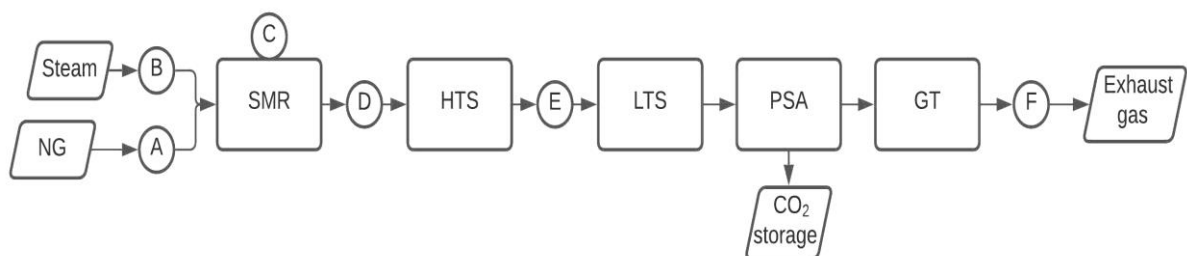 C
Steam
B
SMR
D
HTS
E
LTS
PSA
GT
F
Exhaust
gas
NG
A
CO₂
storage